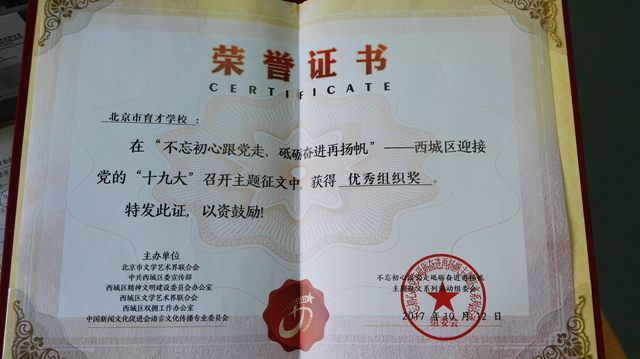 荣誉证书
CERTIFICATE
北京市育才学校：
在“不忘初心跟党走、砥砺奋进再扬帆”——西城区迎接
党的“十九大”召开主题征文中，获得 优秀组织奖 。
特发此证，以资鼓励！
主办单位
北京市文学艺术界联合会
中共西城区委宣传部
西城区精神文明建设委员会办公室
西城区文学艺术界联合会
西城区双拥工作办公室
中国新闻文化促进会语言文化传播专业委员会
不忘初心跟党走砥砺奋进再扬帆
主题征文系列活动组委会
2017 年 10 月 12 日
组委会